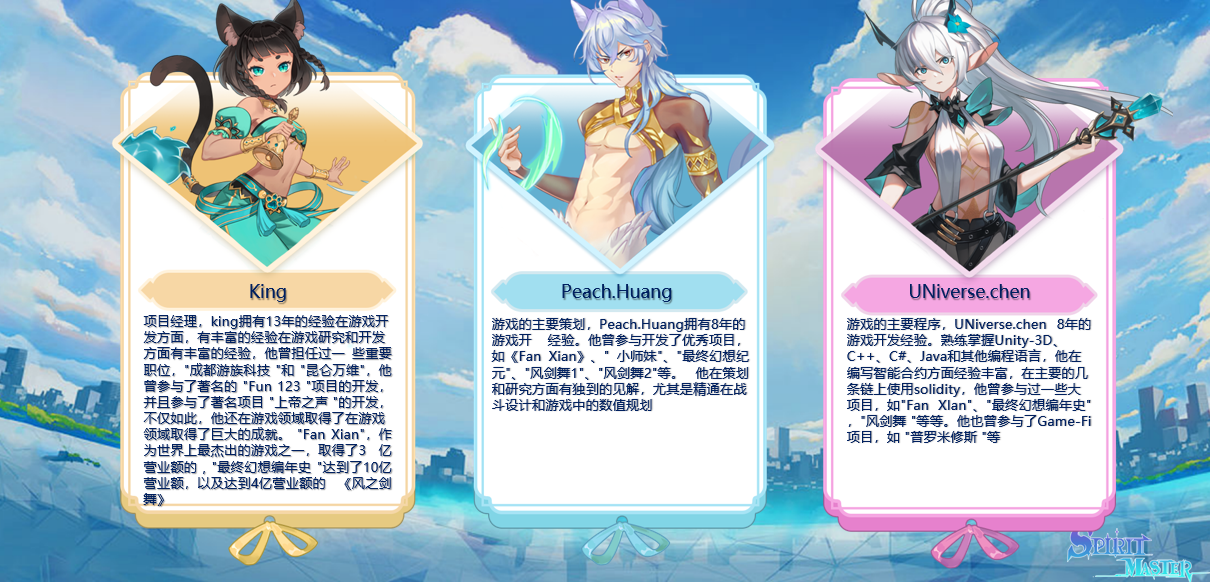 King
项目经理，king拥有13年的经验在游戏开
发方面，有丰富的经验在游戏研究和开发
方面有丰富的经验，他曾担任过一 些重要
职位，"成都游族科技 "和 "昆仑万维"，他
曾参与了著名的 "Fun 123 "项目的开发，
并且参与了著名项目 "上帝之声 "的开发，
不仅如此，他还在游戏领域取得了在游戏
领域取得了巨大的成就。 "Fan Xian"，作
为世界上最杰出的游戏之一，取得了3 亿
营业额的 ，"最终幻想编年史 "达到了10亿
营业额，以及达到4亿营业额的 《风之剑
舞》
Peach.Huang
游戏的主要策划，Peach.Huang拥有8年的
游戏开 经验。他曾参与开发了优秀项目，
如《Fan Xian》、" 小师妹"、"最终幻想纪
元"、"风剑舞1"、"风剑舞2"等。 他在策划
和研究方面有独到的见解，尤其是精通在战
斗设计和游戏中的数值规划
UNiverse.chen
游戏的主要程序，UNiverse.chen 8年的
游戏开发经验。熟练掌握Unity-3D、
C++、C#、Java和其他编程语言，他在
编写智能合约方面经验丰富，在主要的几
条链上使用solidity，他曾参与过一些大
项目，如"Fan XIan"、"最终幻想编年史"
，"风剑舞 "等等。他也曾参与了Game-Fi
项目，如 "普罗米修斯 "等
SPIRIT
MASTER